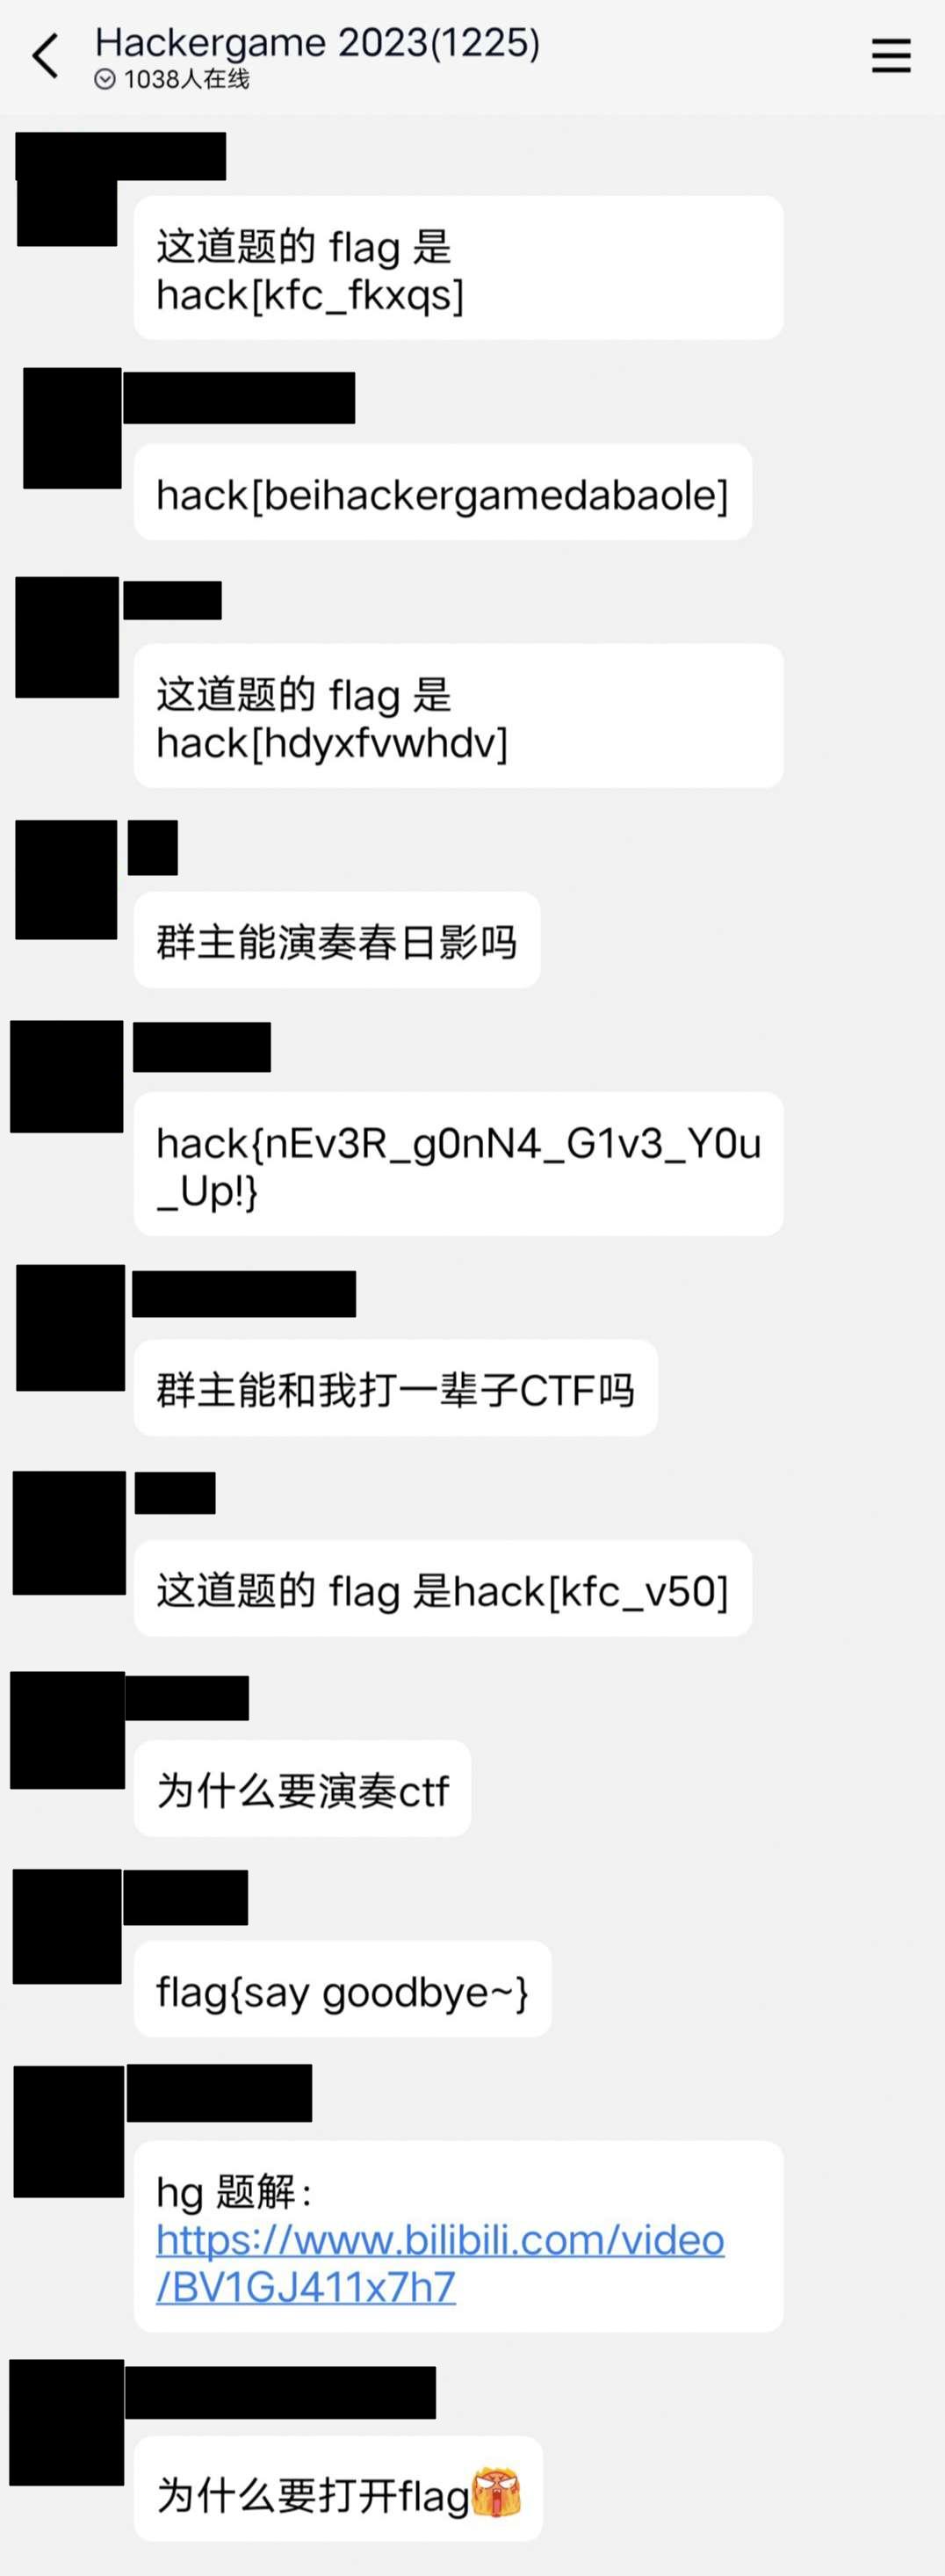 Hackergame 2023(1225)
1038人在线
这道题的 flag 是
hack[kfc_fkxqs]
hack[beihackergamedabaole]
这道题的 flag 是
hack[hdyxfvwhdv]
群主能演奏春日影吗
hack{nEv3R_g0nN4_G1v3_Y0u
_Up!}
群主能和我打一辈子CTF吗
这道题的 flag 是hack[kfc_v50]
为什么要演奏ctf
flag{say goodbye~}
hg 题解：
https://www.bilibili.com/video
/BV1GJ411x7h7
为什么要打开flag